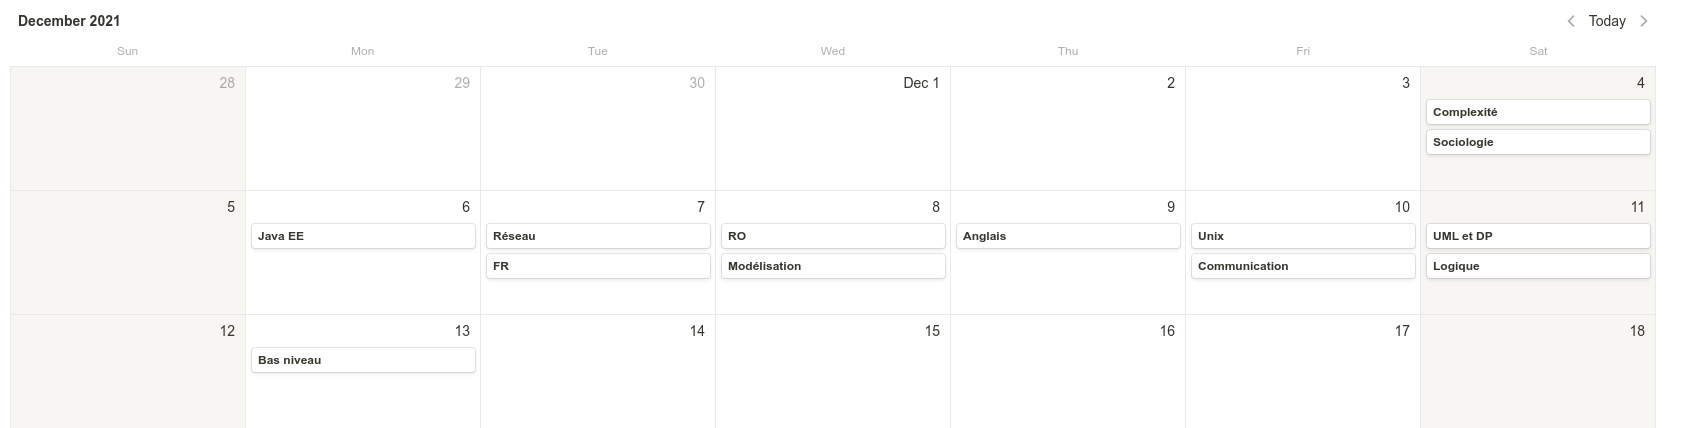 December 2021
Today
Sun Mon Tue Wed Thu Fri Sat
28 29 30 Dec 1 2 3 4
Complexité
Sociologie
5 6 7 8 9 10 11
Java EE Réseau RO Anglais Unix UML et DP
FR Modélisation Communication Logique
12 13 14 15 16 17 18
Bas niveau